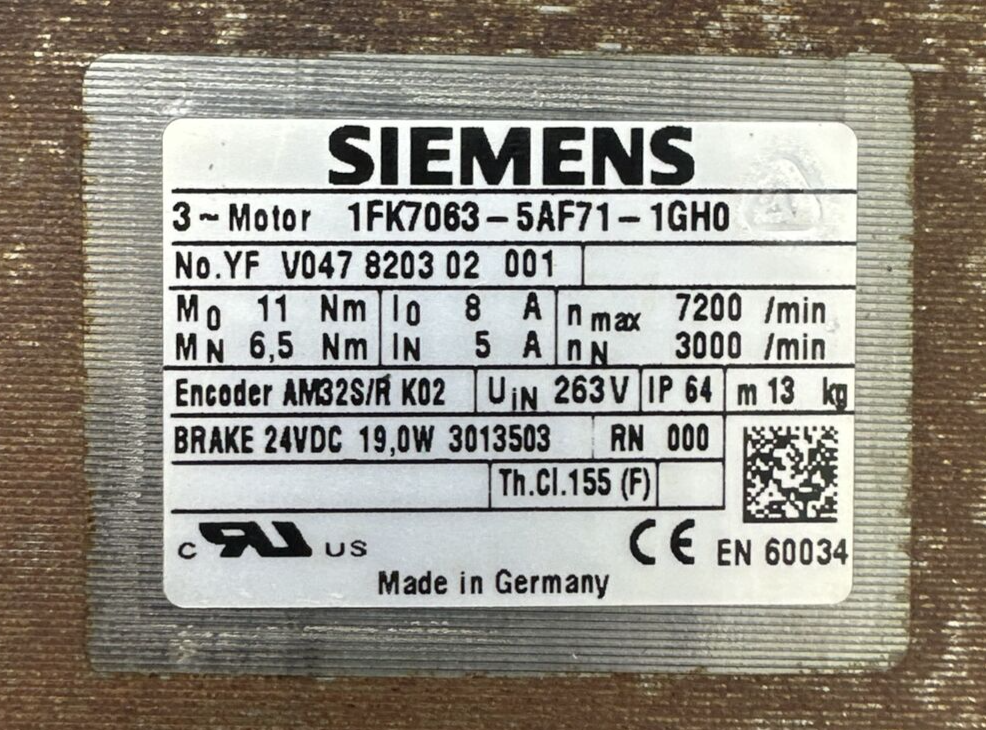 SIEMENS
3~Motor 1FK7063-5AF71-1GH0
No.YF V047 8203 02 001
M0 11 Nm I0 8 A n max 7200 /min
MN 6,5 Nm IN 5 A nN 3000 /min
Encoder AM32S/R K02 UIN 263V IP 64 m 13 kg
BRAKE 24VDC 19,0W 3013503 RN 000
Th.Cl.155 (F)
C RU US CE EN 60034
Made in Germany